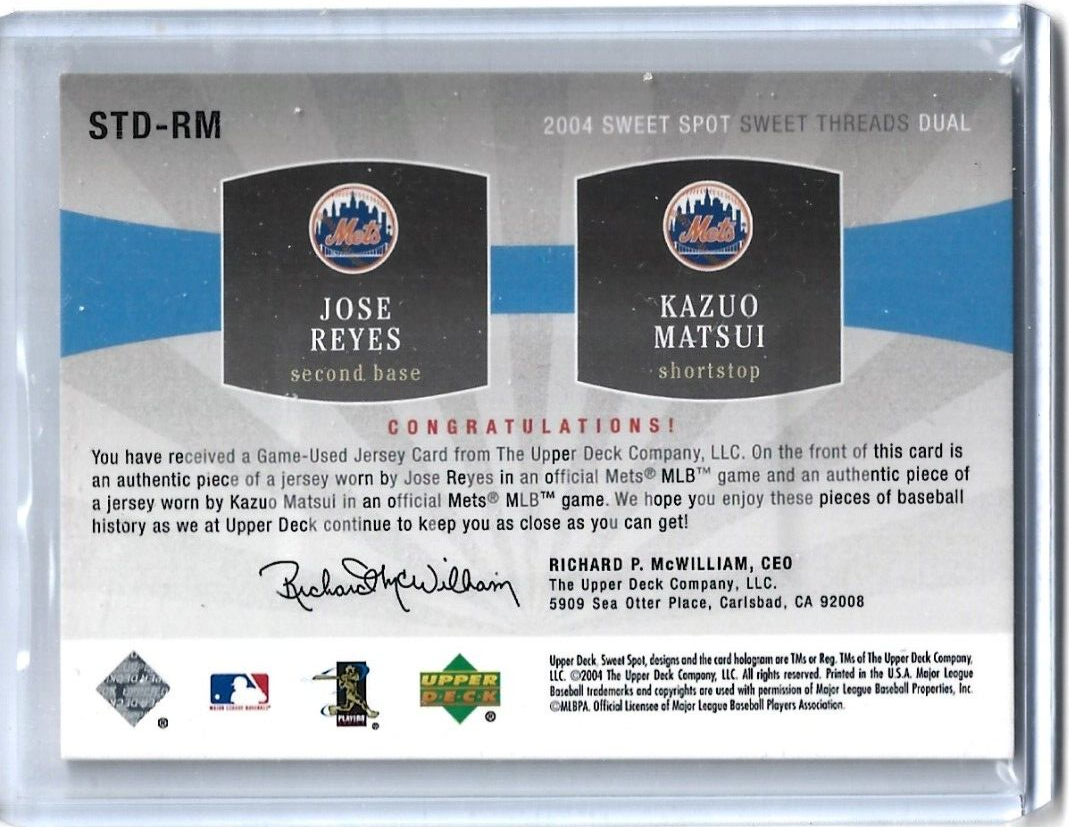 STD-RM
2004 SWEET SPOT SWEET THREADS DUAL
Mets
JOSE
REYES
second base
Mets
KAZUO
MATSUI
shortstop
CONGRATULATIONS!
You have received a Game-Used Jersey Card from The Upper Deck Company, LLC. On the front of this card is
an authentic piece of a jersey worn by Jose Reyes in an official Mets® MLB™ game and an authentic piece of
a jersey worn by Kazuo Matsui in an official Mets® MLB™ game. We hope you enjoy these pieces of baseball
history as we at Upper Deck continue to keep you as close as you can get!
Richard McWilliam
RICHARD P. McWILLIAM, CEO
The Upper Deck Company, LLC.
5909 Sea Otter Place, Carlsbad, CA 92008
®
MAJOR LEAGUE BASEBALL®
PLAYERS
®
UPPER
DECK
®
Upper Deck, Sweet Spot, designs and the card hologram are TMs or Reg. TMs of The Upper Deck Company,
LLC. ©2004 The Upper Deck Company, LLC. All rights reserved. Printed in the U.S.A. Major League
Baseball trademarks and copyrights are used with permission of Major League Baseball Properties, Inc.
©MLBPA. Official Licensee of Major League Baseball Players Association.